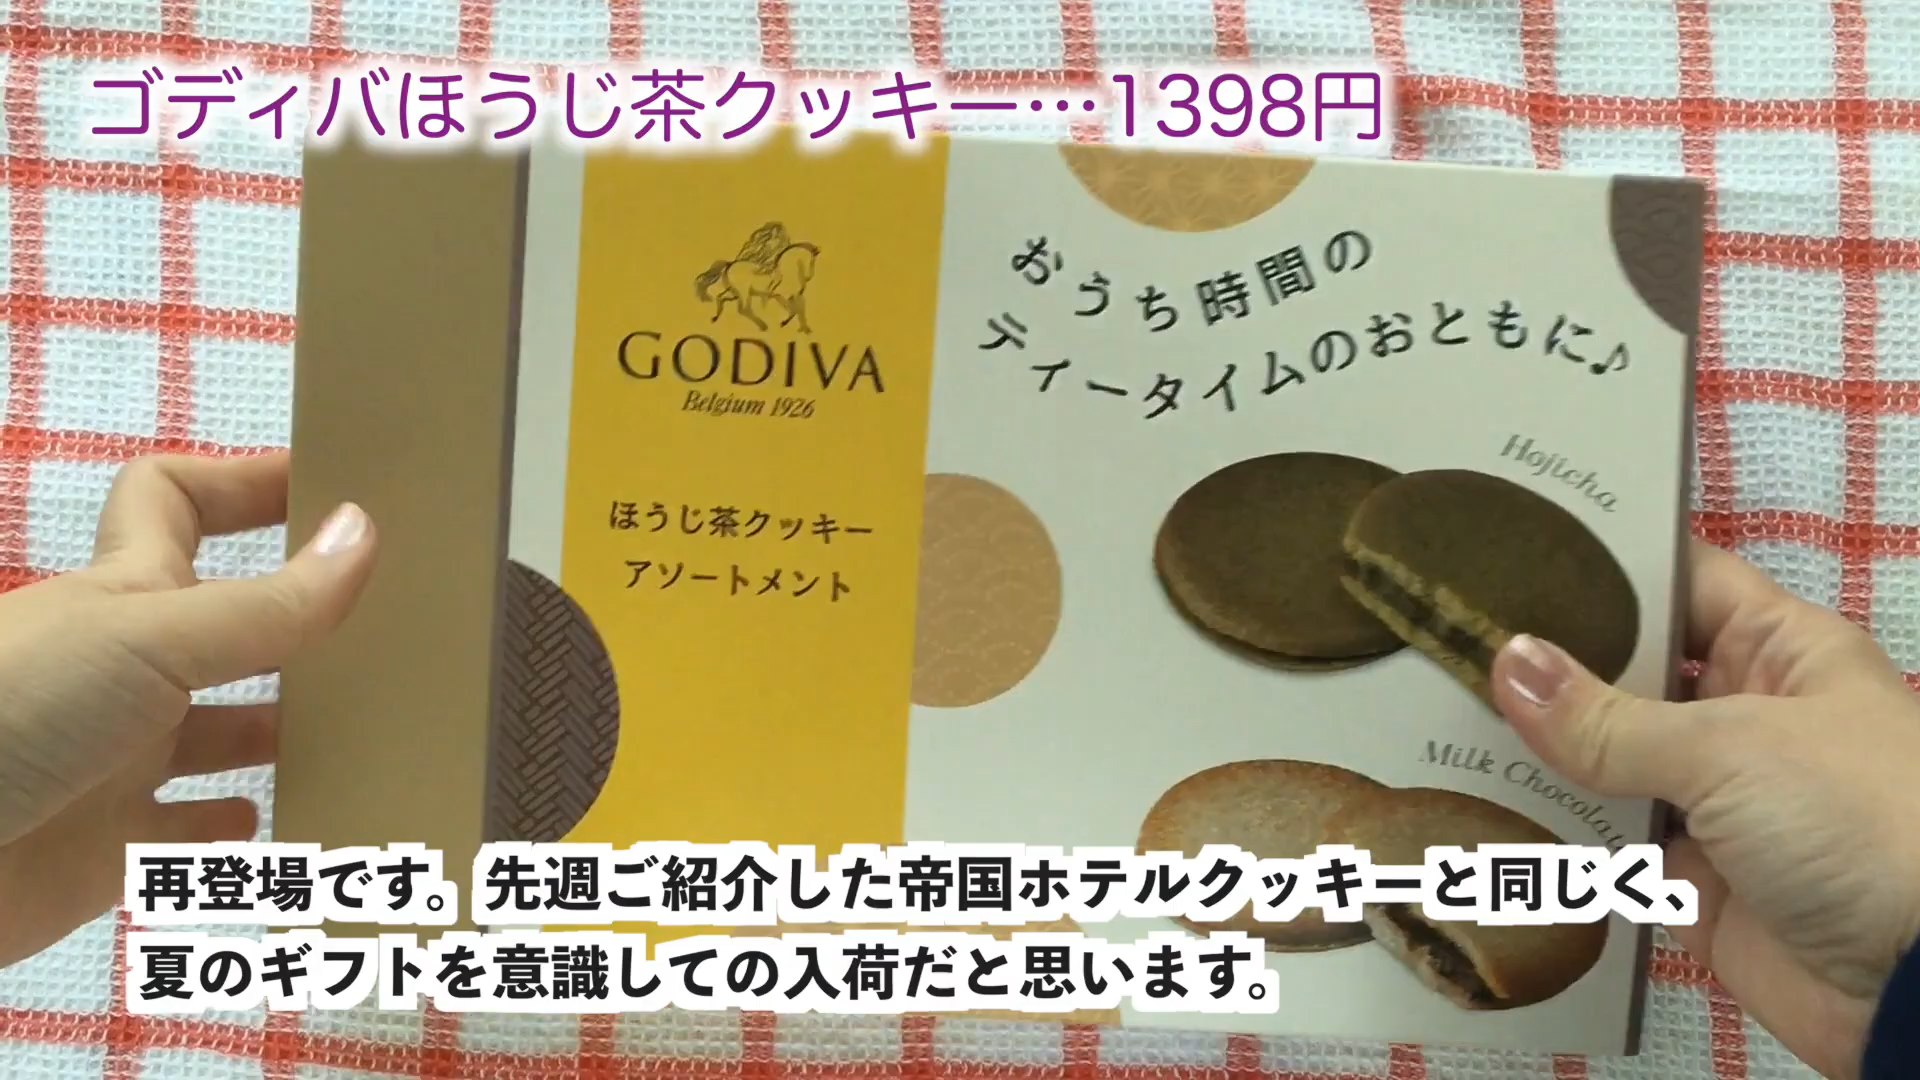 ゴディバほうじ茶クッキー…1398円
GODIVA
Belgium 1926
ほうじ茶クッキー
アソートメント
おうち時間の
ティータイムのおともに♪
Hojicha
Milk Chocolate
再登場です。先週ご紹介した帝国ホテルクッキーと同じく、
夏のギフトを意識しての入荷だと思います。